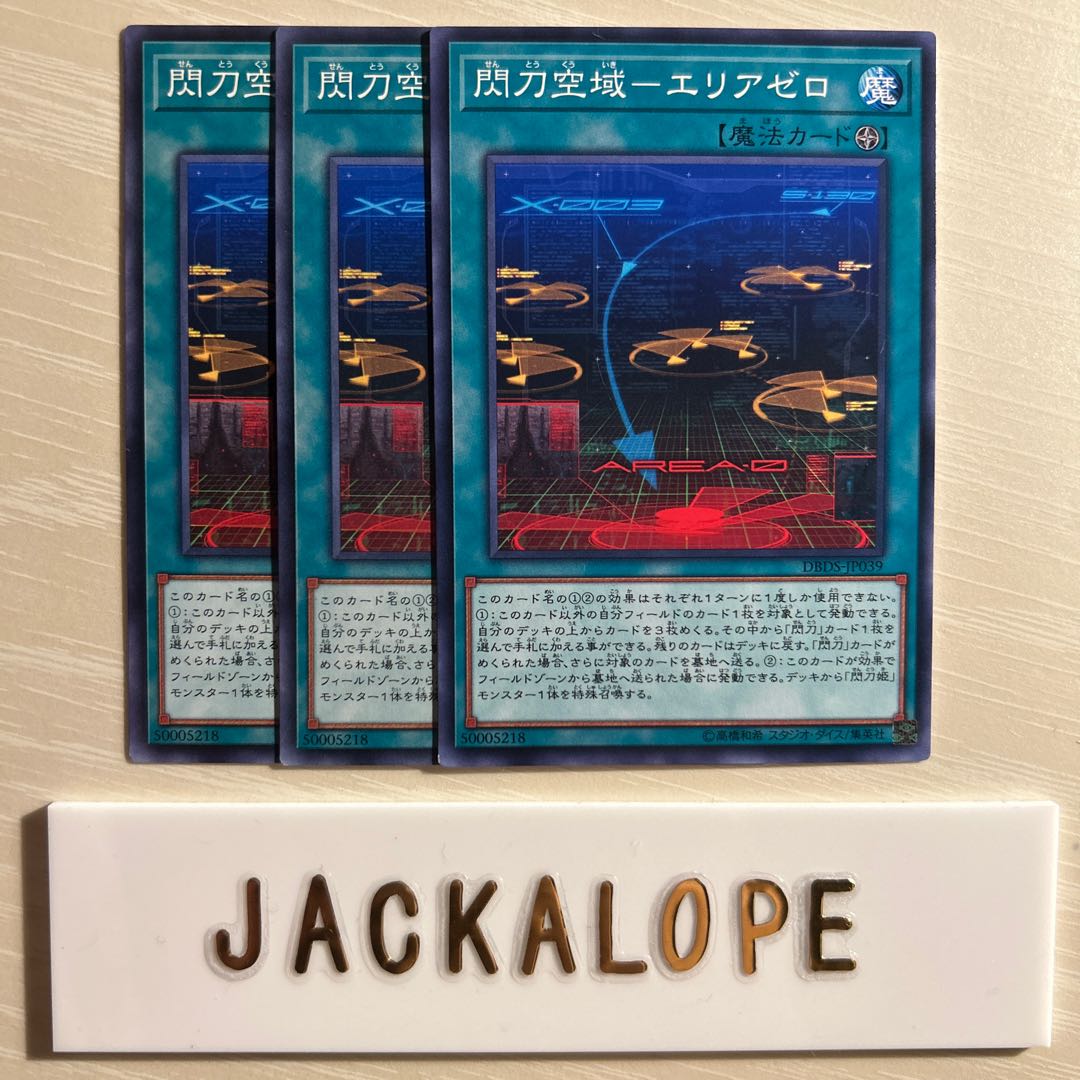 閃刀空
閃刀空
閃刀空域－エリアゼロ
魔
【魔法カード】
X-0
X-0
X-003
S-130
AREA-0
DBDS-JP039
このカード名の①
①：このカード以外
自分のデッキの上か
選んで手札に加える
めくられた場合、さら
フィールドゾーンから
モンスター1体を特
S0005218
このカード名の①②
①：このカード以外の
自分のデッキの上か
選んで手札に加える事
めくられた場合、さらに
フィールドゾーンから
モンスター1体を特殊
S0005218
このカード名の①②の効果はそれぞれ1ターンに1度しか使用できない。
①：このカード以外の自分フィールドのカード1枚を対象として発動できる。
自分のデッキの上からカードを3枚めくる。その中から「閃刀」カード1枚を
選んで手札に加える事ができる。残りのカードはデッキに戻す。「閃刀」カードが
めくられた場合、さらに対象のカードを墓地へ送る。②：このカードが効果で
フィールドゾーンから墓地へ送られた場合に発動できる。デッキから「閃刀姫」
モンスター1体を特殊召喚する。
S0005218
©高橋和希 スタジオ・ダイス/集英社
JACKALOPE